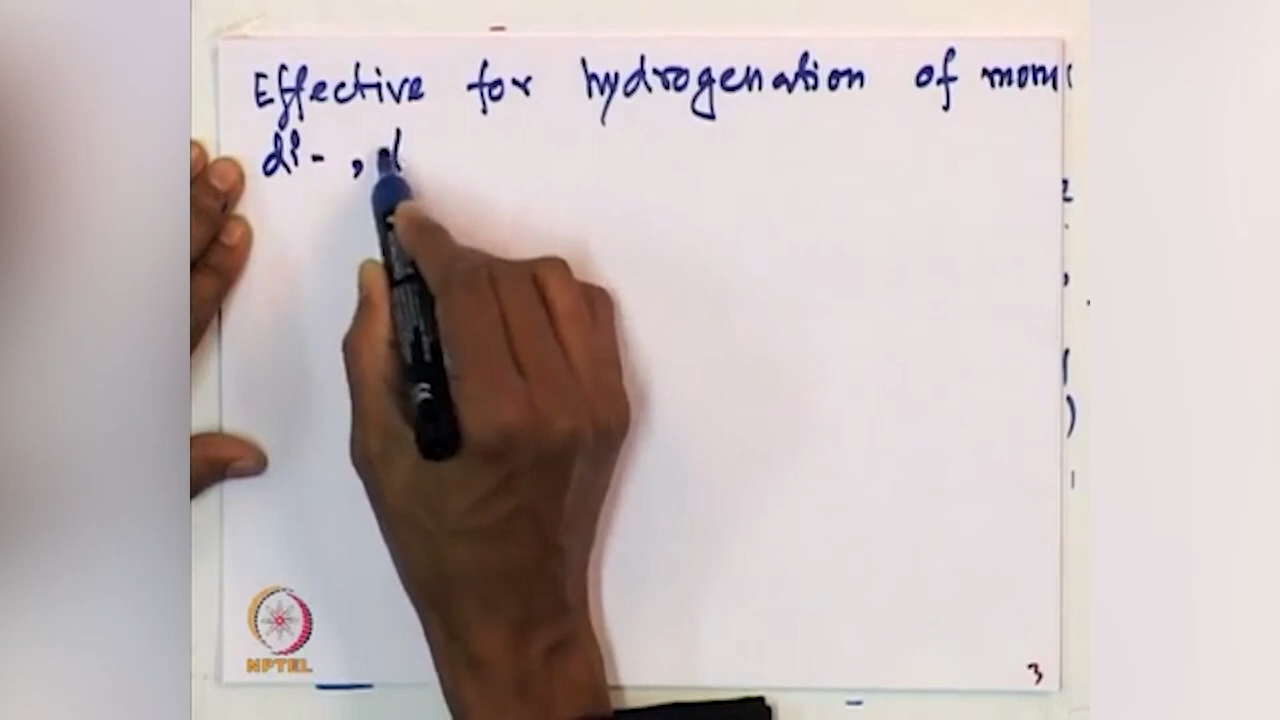 Effective for hydrogenation of mono
di- ,
NPTEL
3